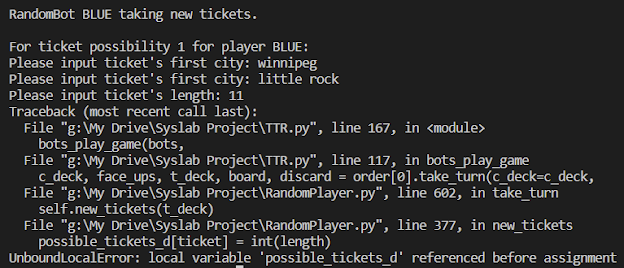 RandomBot BLUE taking new tickets.
For ticket possibility 1 for player BLUE:
Please input ticket's first city: winnipeg
Please input ticket's first city: little rock
Please input ticket's length: 11
Traceback (most recent call last):
  File "g:\My Drive\Syslab Project\TTR.py", line 167, in <module>
    bots_play_game(bots,
  File "g:\My Drive\Syslab Project\TTR.py", line 117, in bots_play_game
    c_deck, face_ups, t_deck, board, discard = order[0].take_turn(c_deck=c_deck,
  File "g:\My Drive\Syslab Project\RandomPlayer.py", line 602, in take_turn
    self.new_tickets(t_deck)
  File "g:\My Drive\Syslab Project\RandomPlayer.py", line 377, in new_tickets
    possible_tickets_d[ticket] = int(length)
UnboundLocalError: local variable 'possible_tickets_d' referenced before assignment